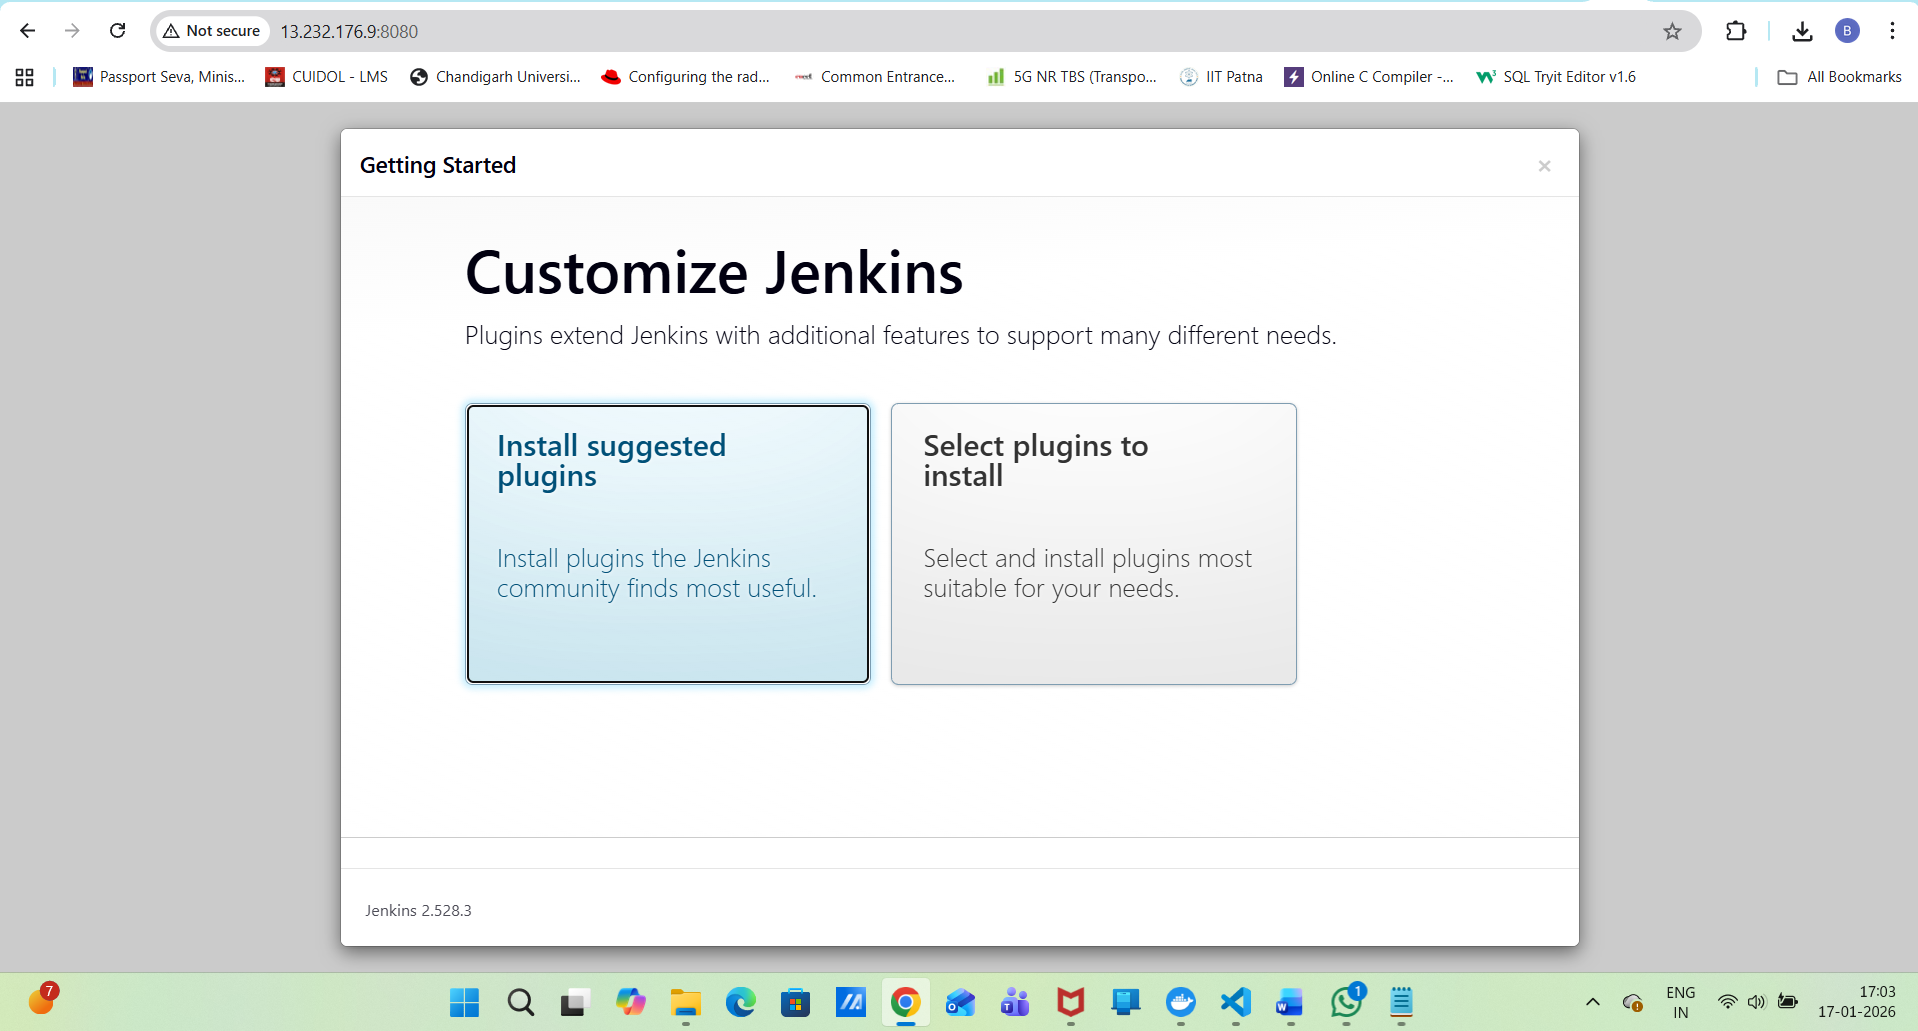 Not secure
13.232.176.9:8080
B
Passport Seva, Minis...
CUIDOL - LMS
Chandigarh Universi...
Configuring the rad...
Common Entrance...
5G NR TBS (Transpo...
IIT Patna
Online C Compiler -...
SQL Tryit Editor v1.6
All Bookmarks
Getting Started
Customize Jenkins
Plugins extend Jenkins with additional features to support many different needs.
Install suggested
plugins
Install plugins the Jenkins
community finds most useful.
Select plugins to
install
Select and install plugins most
suitable for your needs.
Jenkins 2.528.3
7
1
ENG
IN
17:03
17-01-2026